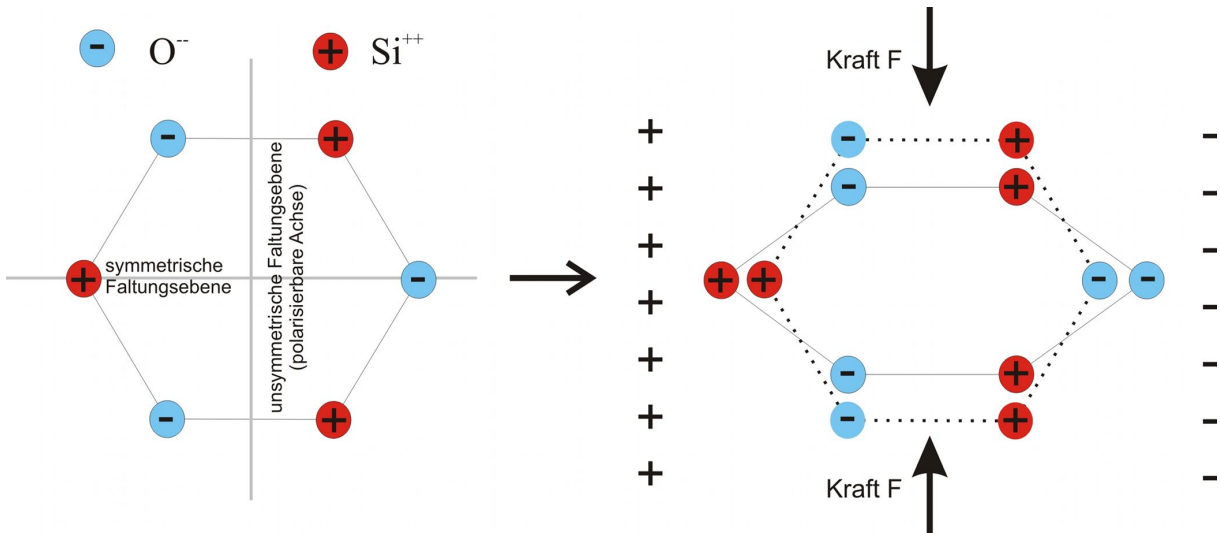 O--
Si++
symmetrische
Faltungsebene
unsymmetrische Faltungsebene
(polarisierbare Achse)
Kraft F
Kraft F